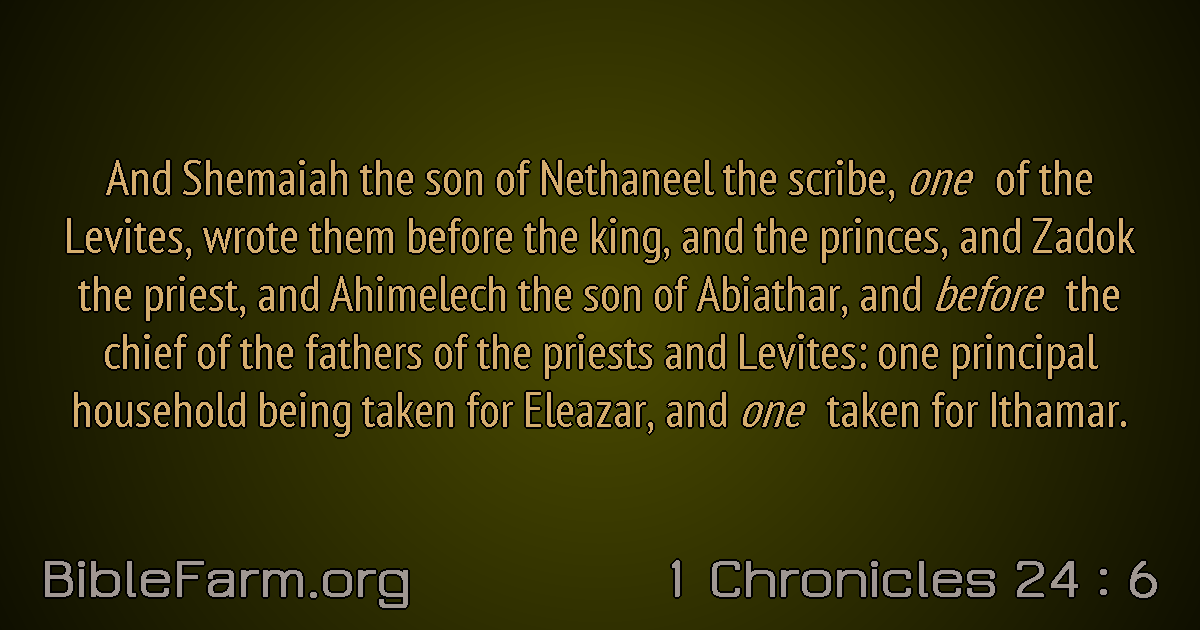 And Shemaiah the son of Nethaneel the scribe, one of the
Levites, wrote them before the king, and the princes, and Zadok
the priest, and Ahimelech the son of Abiathar, and before the
chief of the fathers of the priests and Levites: one principal
household being taken for Eleazar, and one taken for Ithamar.
BibleFarm.org
1 Chronicles 24 : 6